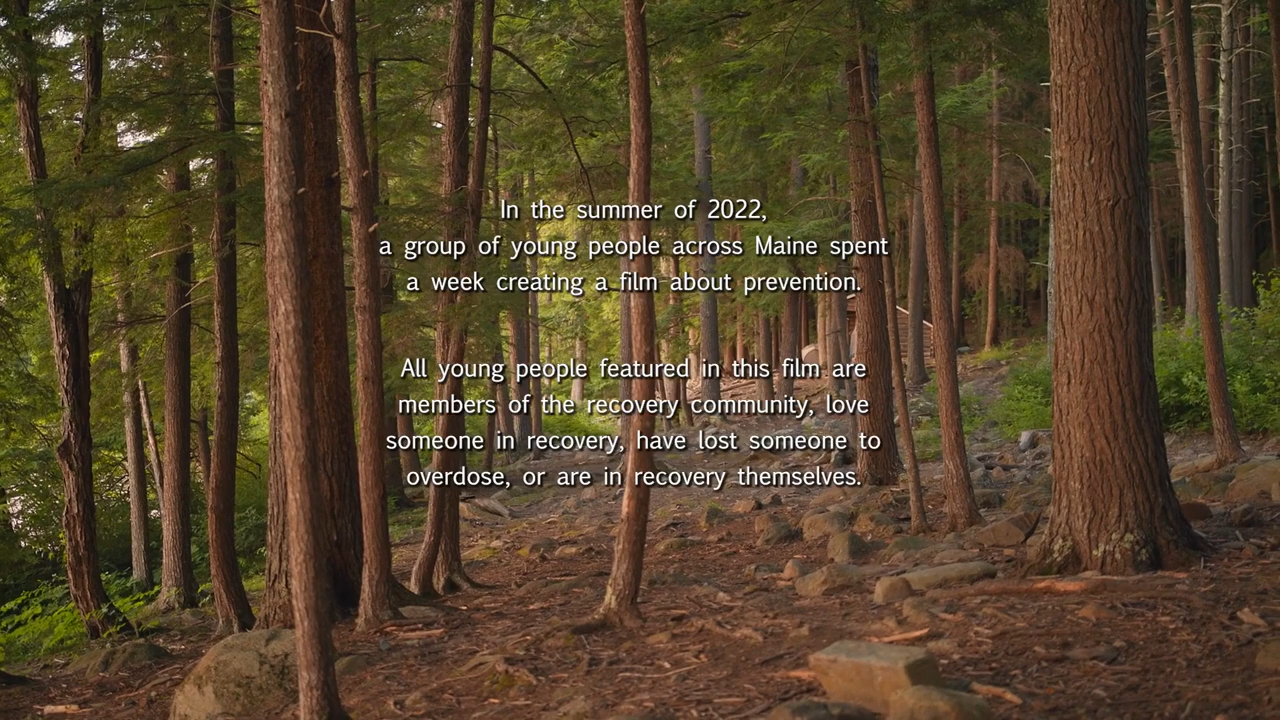 In the summer of 2022,
a group of young people across Maine spent
a week creating a film about prevention.
All young people featured in this film are
members of the recovery community, love
someone in recovery, have lost someone to
overdose, or are in recovery themselves.